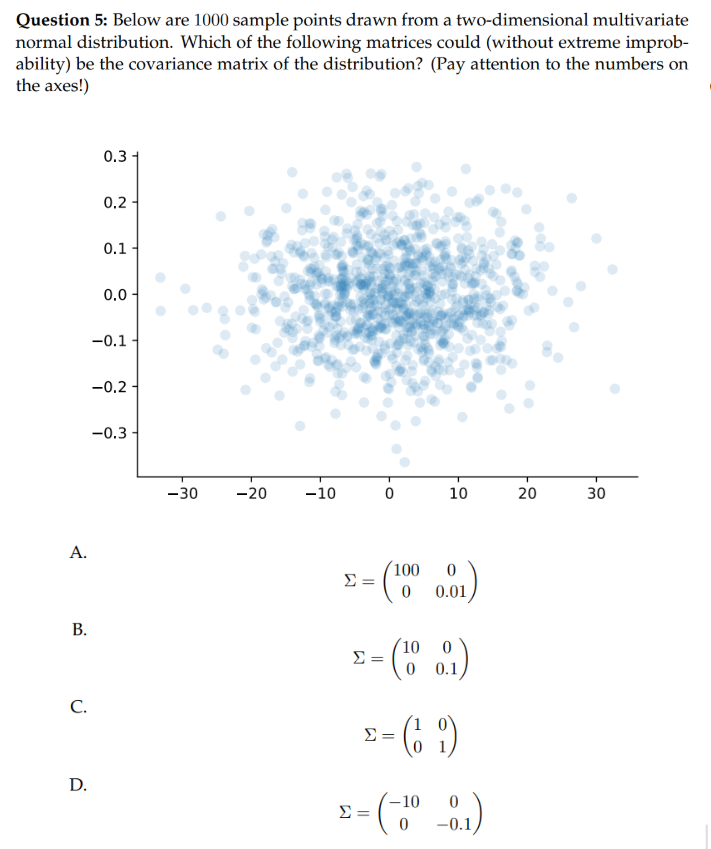 Question 5: Below are 1000 sample points drawn from a two-dimensional multivariate
normal distribution. Which of the following matrices could (without extreme improb-
ability) be the covariance matrix of the distribution? (Pay attention to the numbers on
the axes!)
0.3
0.2
0.1
0.0
−0.1
−0.2
−0.3
−30 −20 −10 0 10 20 30
A.
Σ = (100 0
0 0.01)
B.
Σ = (10 0
0 0.1)
C.
Σ = (1 0
0 1)
D.
Σ = (−10 0
0 −0.1)